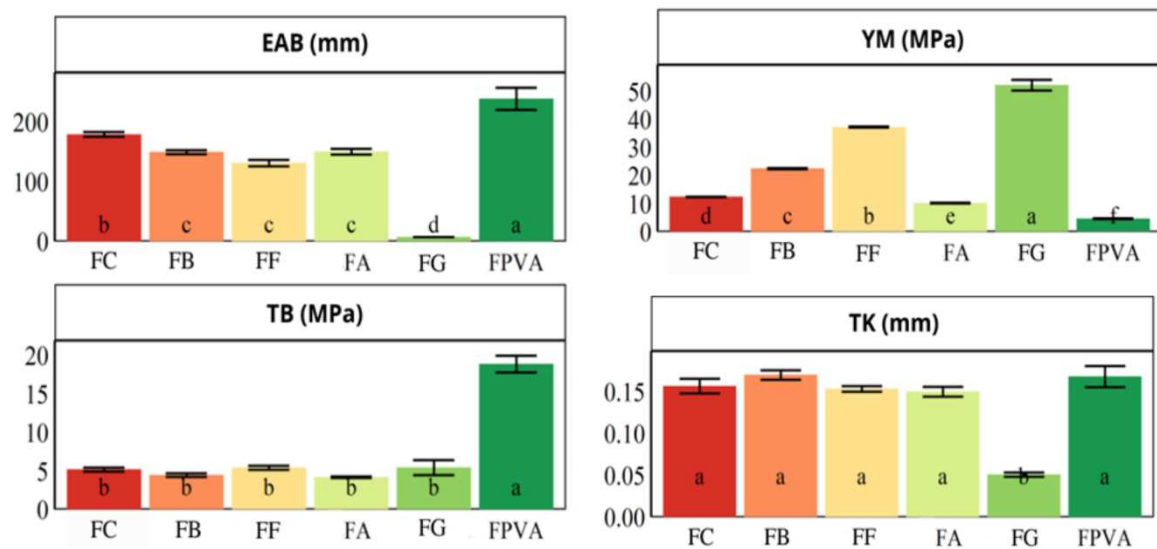 EAB (mm)
200
100
0
b c c c d a
FC FB FF FA FG FPVA
YM (MPa)
50
40
30
20
10
0
d c b e a f
FC FB FF FA FG FPVA
TB (MPa)
20
15
10
5
0
b b b b b a
FC FB FF FA FG FPVA
TK (mm)
0.15
0.10
0.05
0.00
a a a a b a
FC FB FF FA FG FPVA